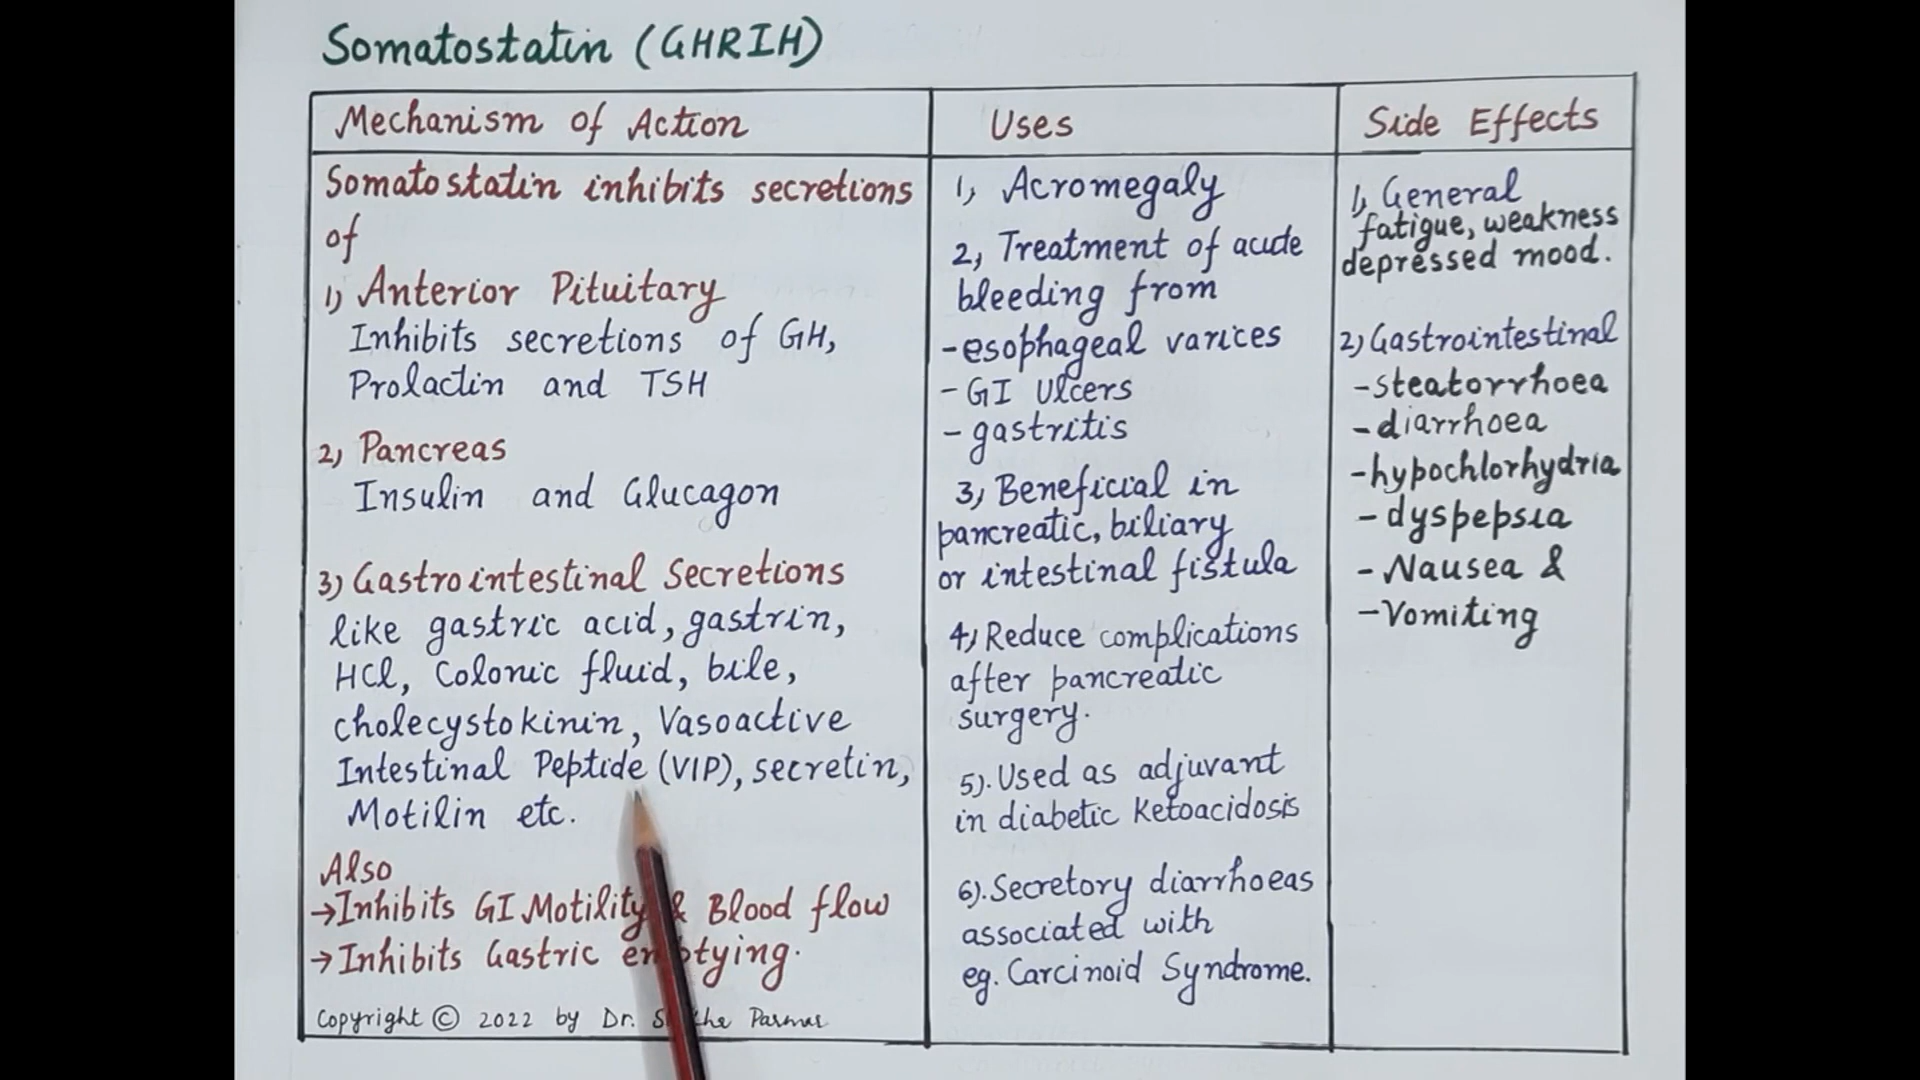 Somatostatin (GHRIH)
Mechanism of Action
Somatostatin inhibits secretions
of
1) Anterior Pituitary
Inhibits secretions of GH,
Prolactin and TSH
2) Pancreas
Insulin and Glucagon
3) Gastrointestinal Secretions
like gastric acid, gastrin,
HCl, Colonic fluid, bile,
cholecystokinin, Vasoactive
Intestinal Peptide (VIP), secretin,
Motilin etc.
Also
→Inhibits GI Motility & Blood flow
→Inhibits Gastric
Copyright © 2022 by Dr. Parmar
Uses
1, Acromegaly
2, Treatment of acute
bleeding from
-esophageal varices
- GI Ulcers
- gastritis
3, Beneficial in
pancreatic, biliary
or intestinal fistula
4, Reduce complications
after pancreatic
surgery.
5). Used as adjuvant
in diabetic Ketoacidosis
6). Secretory diarrhoeas
associated with
eg. Carcinoid Syndrome.
Side Effects
1, General
fatigue, weakness
depressed mood.
2) Gastrointestinal
-steatorrhoea
-diarrhoea
-hypochlorhydria
-dyspepsia
-Nausea &
-Vomiting